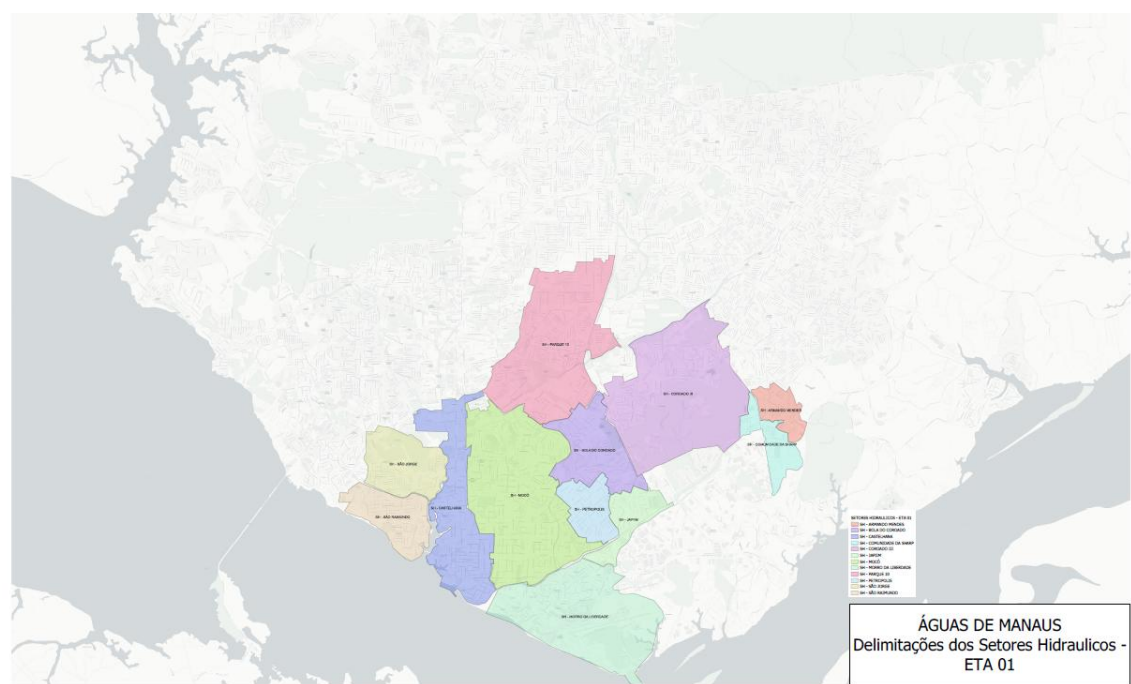 SH - PARQUE 10
SH - COROADO III
SH - ARMANDO MENDES
SH - COMUNIDADE DA SHARP
SH - BOLA DO COROADO
SH - SÃO JORGE
SH - MOCÓ
SH - CASTELHANA
SH - PETROPOLIS
SH - SÃO RAIMUNDO
SH - JAPIIM
SH - MORRO DA LIBERDADE
SETORES HIDRAULICOS - ETA 01
SH - ARMANDO MENDES
SH - BOLA DO COROADO
SH - CASTELHANA
SH - COMUNIDADE DA SHARP
SH - COROADO III
SH - JAPIIM
SH - MOCÓ
SH - MORRO DA LIBERDADE
SH - PARQUE 10
SH - PETROPOLIS
SH - SÃO JORGE
SH - SÃO RAIMUNDO
ÁGUAS DE MANAUS
Delimitações dos Setores Hidraulicos -
ETA 01